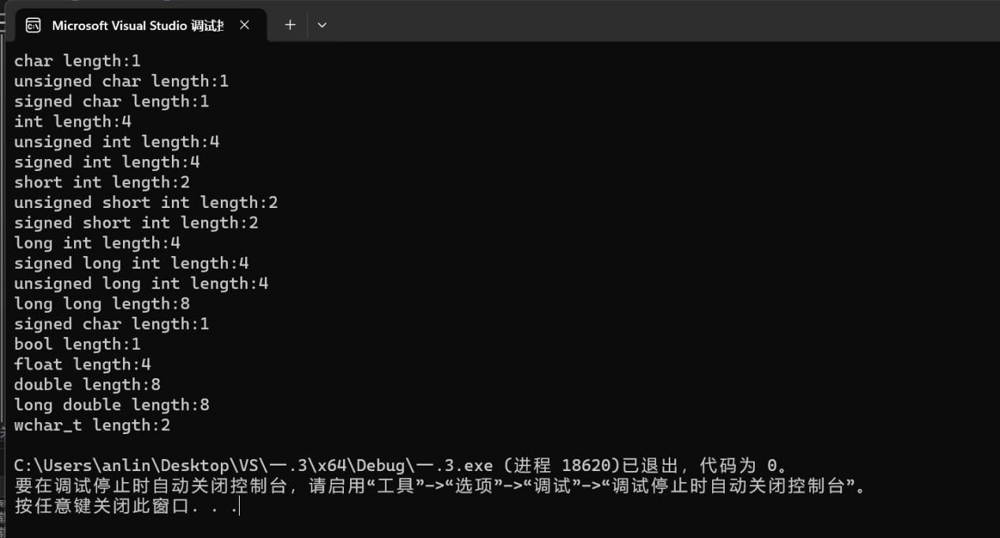 Microsoft Visual Studio 调试
char length:1
unsigned char length:1
signed char length:1
int length:4
unsigned int length:4
signed int length:4
short int length:2
unsigned short int length:2
signed short int length:2
long int length:4
signed long int length:4
unsigned long int length:4
long long length:8
signed char length:1
bool length:1
float length:4
double length:8
long double length:8
wchar_t length:2
C:\Users\anlin\Desktop\VS\一.3\x64\Debug\一.3.exe (进程 18620)已退出，代码为 0。
要在调试停止时自动关闭控制台，请启用“工具”->“选项”->“调试”->“调试停止时自动关闭控制台”。
按任意键关闭此窗口. . .